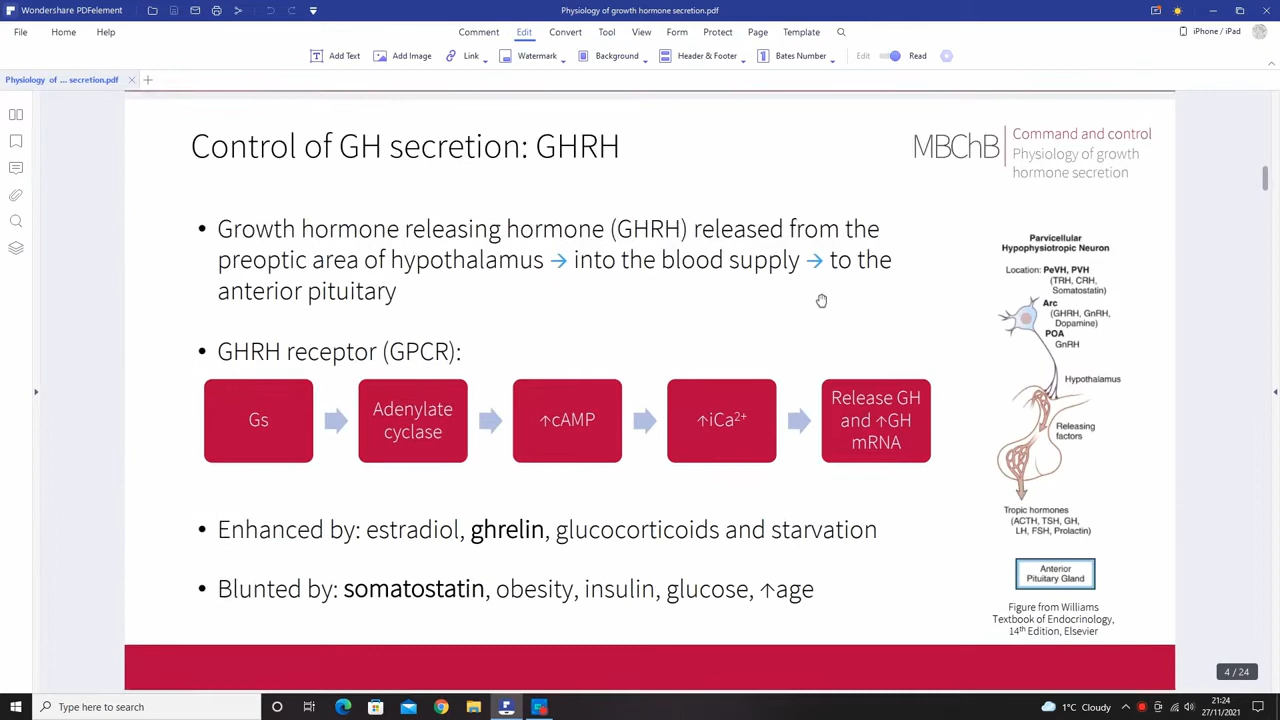 Wondershare PDFelement
Physiology of growth hormone secretion.pdf
File Home Help
Comment Edit Convert Tool View Form Protect Page Template
iPhone / iPad
Add Text Add Image Link Watermark Background Header & Footer Bates Number Edit Read
Physiology of ... secretion.pdf
Control of GH secretion: GHRH
MBChB
Command and control
Physiology of growth
hormone secretion
• Growth hormone releasing hormone (GHRH) released from the
preoptic area of hypothalamus → into the blood supply → to the
anterior pituitary
• GHRH receptor (GPCR):
Gs
Adenylate
cyclase
↑cAMP
↑iCa²⁺
Release GH
and ↑GH
mRNA
• Enhanced by: estradiol, ghrelin, glucocorticoids and starvation
• Blunted by: somatostatin, obesity, insulin, glucose, ↑age
Parvicellular
Hypophysiotropic Neuron
Location: PeVH, PVH
(TRH, CRH,
Somatostatin)
Arc
(GHRH, GnRH,
Dopamine)
POA
GnRH
Hypothalamus
Releasing
factors
Tropic hormones
(ACTH, TSH, GH,
LH, FSH, Prolactin)
Anterior
Pituitary Gland
Figure from Williams
Textbook of Endocrinology,
14th Edition, Elsevier
4 / 24
Type here to search
1°C Cloudy
21:24
27/11/2021